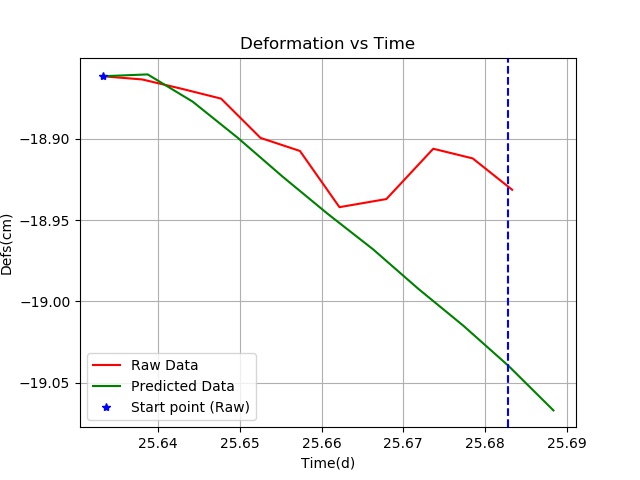 Deformation vs Time
Defs(cm)
−18.90
−18.95
−19.00
−19.05
Raw Data
Predicted Data
Start point (Raw)
25.64 25.65 25.66 25.67 25.68 25.69
Time(d)